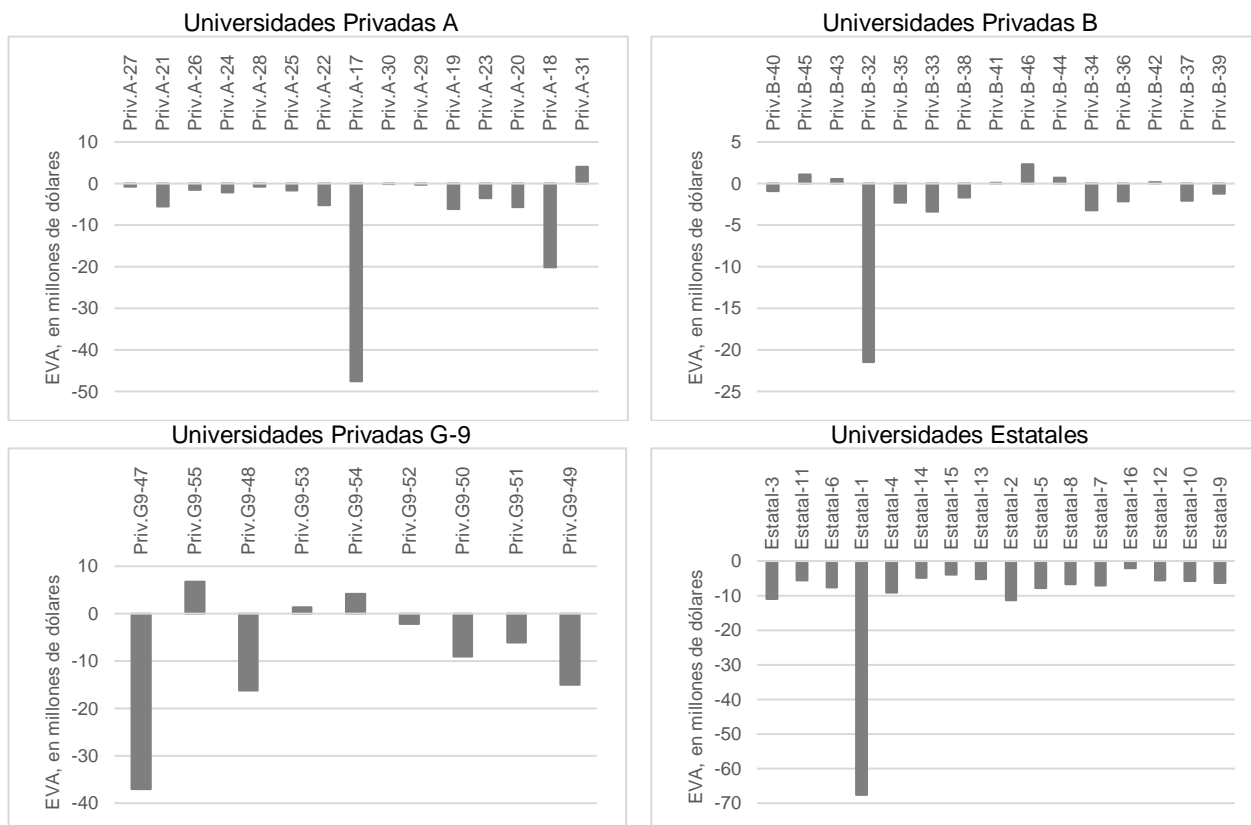 Universidades Privadas A
Priv.A-27
Priv.A-21
Priv.A-26
Priv.A-24
Priv.A-28
Priv.A-25
Priv.A-22
Priv.A-17
Priv.A-30
Priv.A-29
Priv.A-19
Priv.A-23
Priv.A-20
Priv.A-18
Priv.A-31
EVA, en millones de dólares
10
0
-10
-20
-30
-40
-50
Universidades Privadas B
Priv.B-40
Priv.B-45
Priv.B-43
Priv.B-32
Priv.B-35
Priv.B-33
Priv.B-38
Priv.B-41
Priv.B-46
Priv.B-44
Priv.B-34
Priv.B-36
Priv.B-42
Priv.B-37
Priv.B-39
EVA, en millones de dólares
5
0
-5
-10
-15
-20
-25
Universidades Privadas G-9
Priv.G9-47
Priv.G9-55
Priv.G9-48
Priv.G9-53
Priv.G9-54
Priv.G9-52
Priv.G9-50
Priv.G9-51
Priv.G9-49
EVA, en millones de dólares
10
0
-10
-20
-30
-40
Universidades Estatales
Estatal-3
Estatal-11
Estatal-6
Estatal-1
Estatal-4
Estatal-14
Estatal-15
Estatal-13
Estatal-2
Estatal-5
Estatal-8
Estatal-7
Estatal-16
Estatal-12
Estatal-10
Estatal-9
EVA, en millones de dólares
0
-10
-20
-30
-40
-50
-60
-70